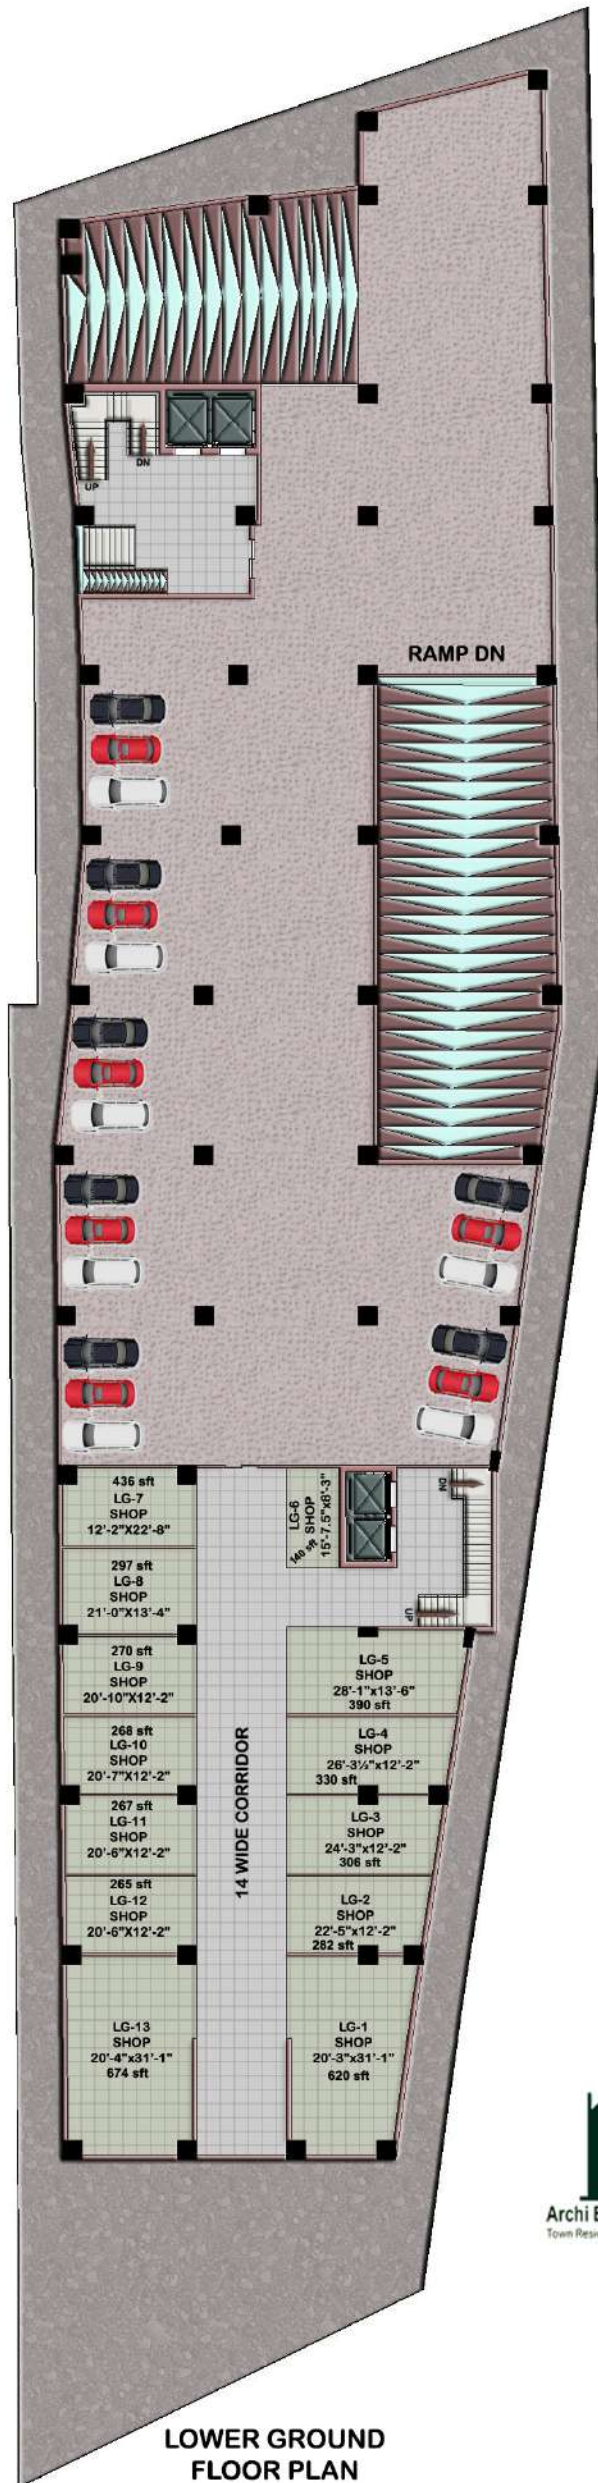 DN
UP
RAMP DN
436 sft
LG-7
SHOP
12'-2"X22'-8"
LG-6
SHOP
15'-7.5"x8'-3"
140 sft
DN
UP
297 sft
LG-8
SHOP
21'-0"X13'-4"
270 sft
LG-9
SHOP
20'-10"X12'-2"
LG-5
SHOP
28'-1"x13'-6"
390 sft
268 sft
LG-10
SHOP
20'-7"X12'-2"
LG-4
SHOP
26'-3½"x12'-2"
330 sft
14 WIDE CORRIDOR
267 sft
LG-11
SHOP
20'-6"X12'-2"
LG-3
SHOP
24'-3"x12'-2"
306 sft
265 sft
LG-12
SHOP
20'-6"X12'-2"
LG-2
SHOP
22'-5"x12'-2"
282 sft
LG-13
SHOP
20'-4"x31'-1"
674 sft
LG-1
SHOP
20'-3"x31'-1"
620 sft
Archi
Town
LOWER GROUND
FLOOR PLAN